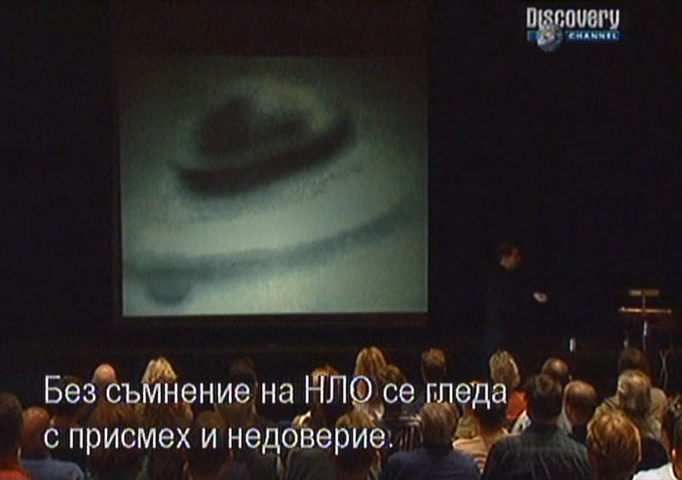 Discovery
CHANNEL
Без съмнение на НЛО се гледа
с присмех и недоверие.